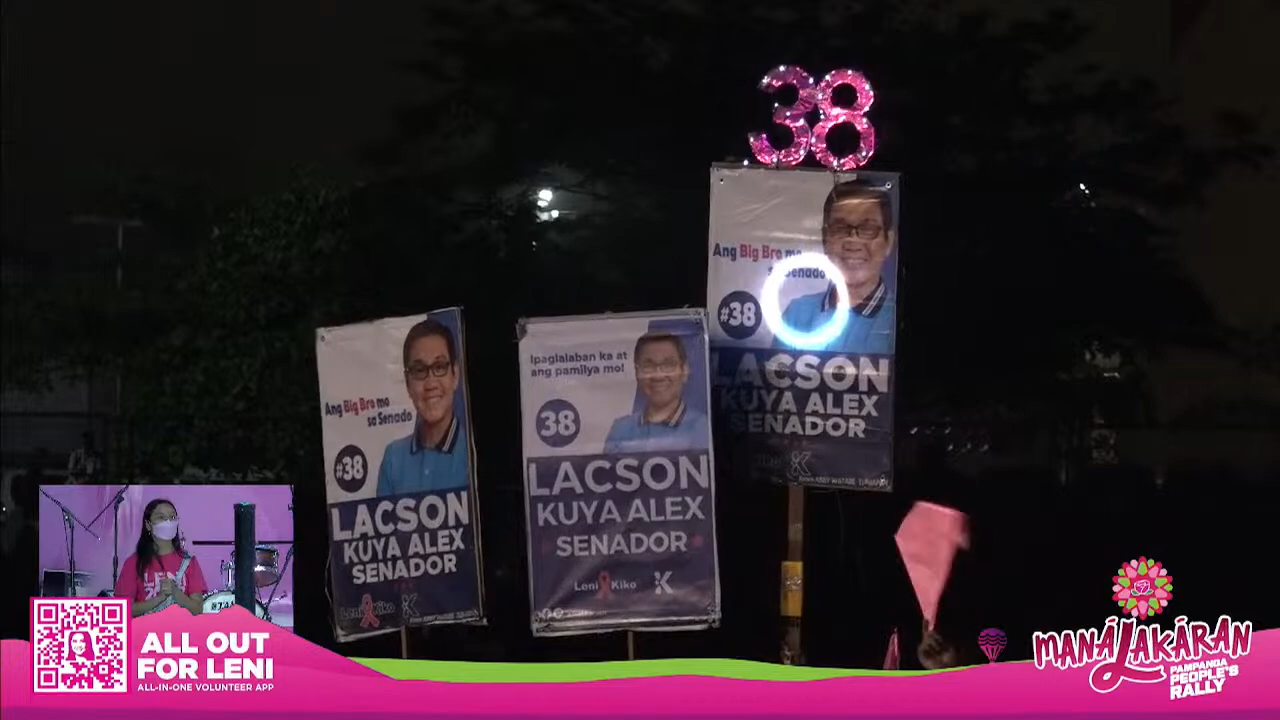 38
Ang Big Bro mo
sa Senado
#38
LACSON
KUYA ALEX
SENADOR
Ipaglalaban ka at
ang pamilya mo!
38
LACSON
KUYA ALEX
SENADOR
Leni Kiko
K
Ang Big Bro mo
sa Senado
#38
LACSON
KUYA ALEX
SENADOR
Leni Kiko
K
LENI
ALL OUT
FOR LENI
ALL-IN-ONE VOLUNTEER APP
MANÁLAKÁRAN
PAMPANGA
PEOPLE'S
RALLY